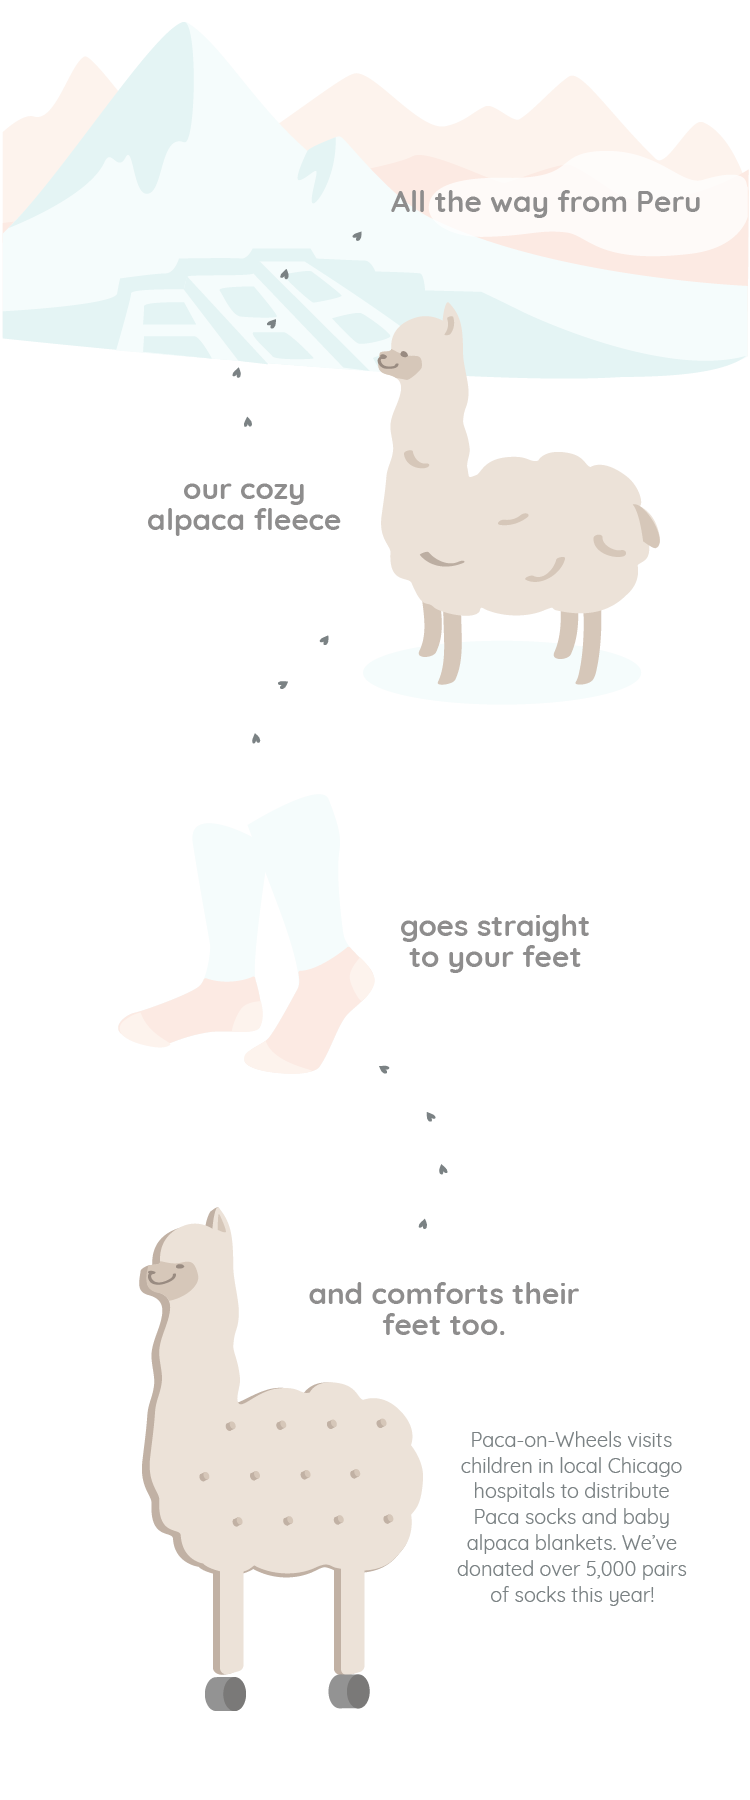 All the way from Peru
our cozy
alpaca fleece
goes straight
to your feet
and comforts their
feet too.
Paca-on-Wheels visits
children in local Chicago
hospitals to distribute
Paca socks and baby
alpaca blankets. We’ve
donated over 5,000 pairs
of socks this year!